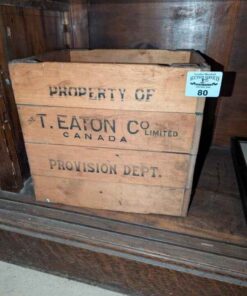 PROPERTY OF
T. EATON CO LIMITED
CANADA
PROVISION DEPT.
80